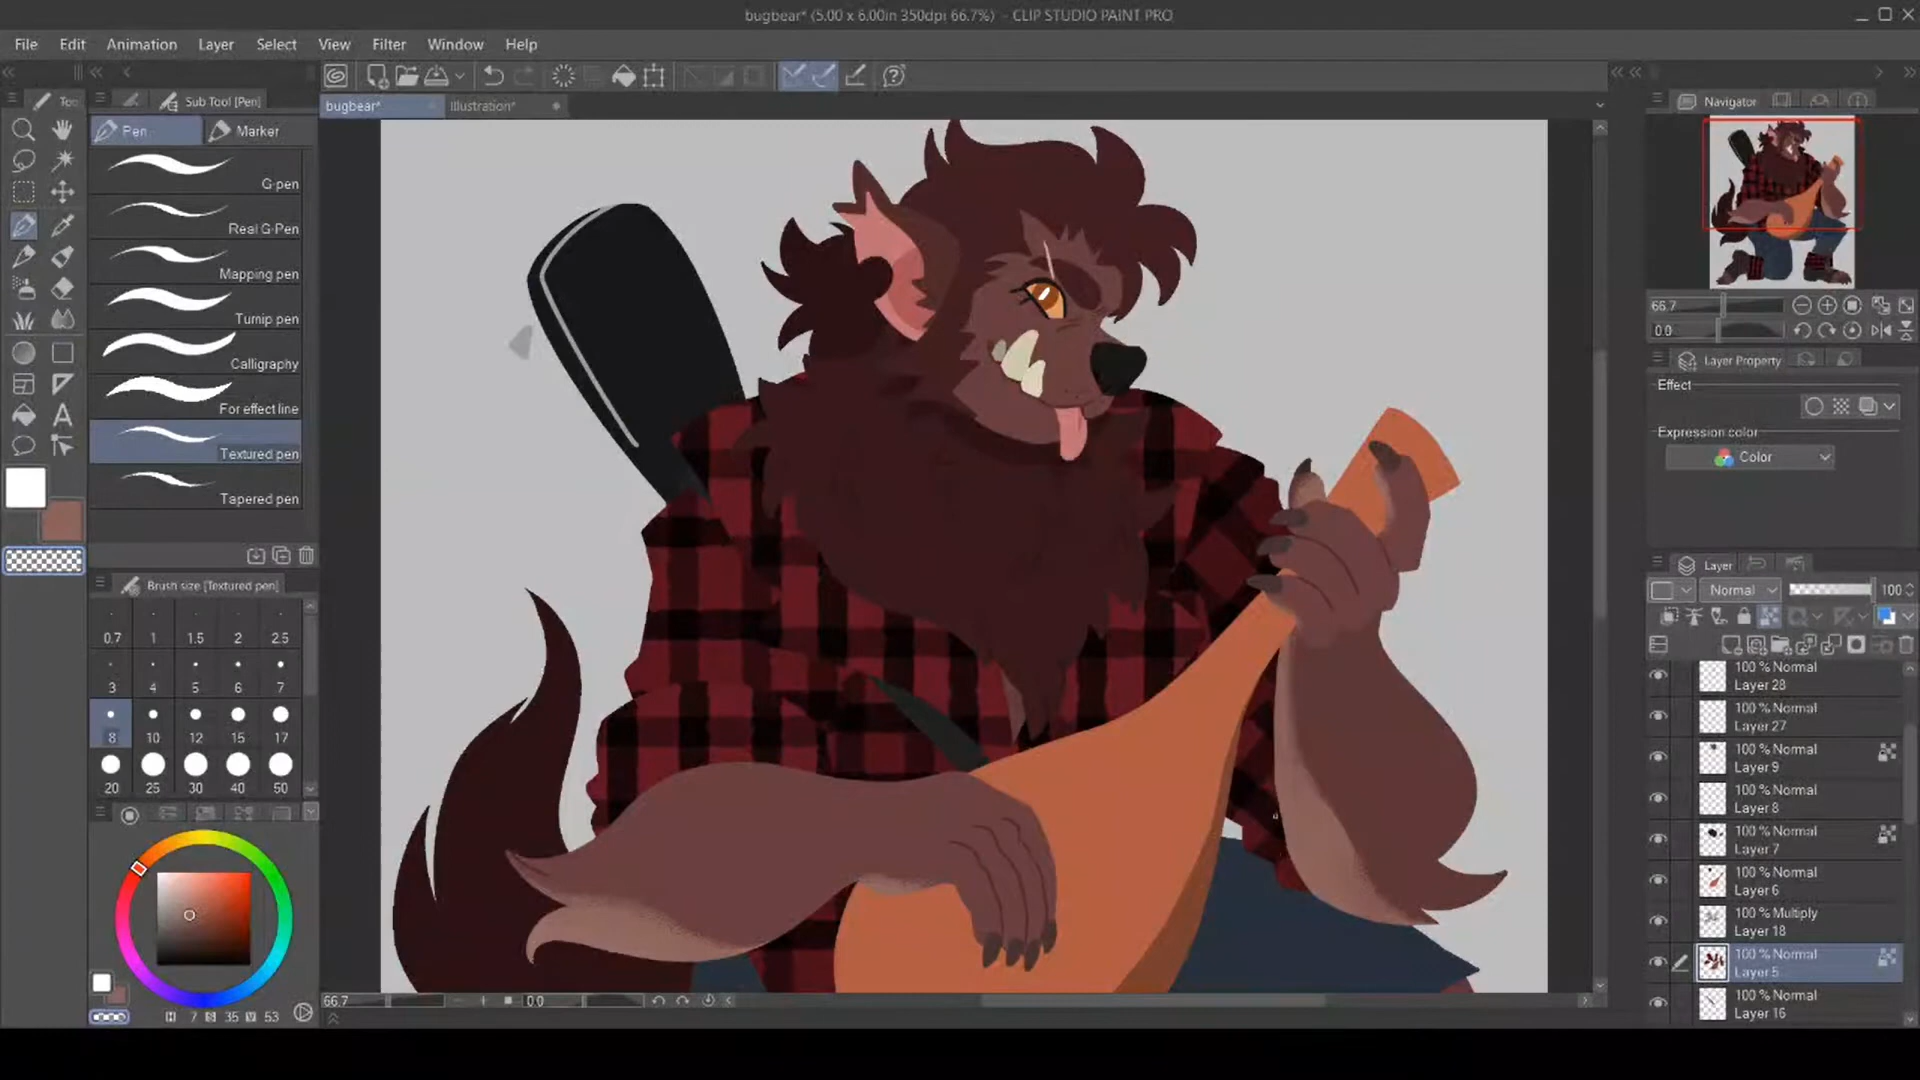 bugbear* (5.00 x 6.00in 350dpi 66.7%) - CLIP STUDIO PAINT PRO
File Edit Animation Layer Select View Filter Window Help
Too Sub Tool [Pen] Navigator
bugbear* Illustration*
Pen Marker
G-pen
Real G-Pen
Mapping pen
Turnip pen
Calligraphy
For effect line
Textured pen
Tapered pen
66.7
0.0
Layer Property
Effect
Expression color
Color
Brush size [Textured pen]
0.7 1 1.5 2 2.5
3 4 5 6 7
8 10 12 15 17
20 25 30 40 50
H 7 S 35 V 53
66.7 0.0
Layer
Normal 100
100 % Normal
Layer 28
100 % Normal
Layer 27
100 % Normal
Layer 9
100 % Normal
Layer 8
100 % Normal
Layer 7
100 % Normal
Layer 6
100 % Multiply
Layer 18
100 % Normal
Layer 5
100 % Normal
Layer 16